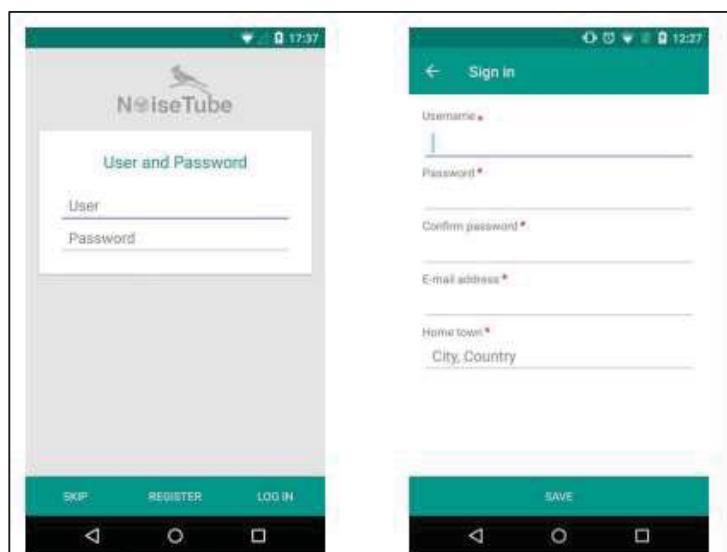 17:37
NoiseTube
User and Password
User
Password
SKIP REGISTER LOG IN
12:27
Sign in
Username *
Password *
Confirm password *
E-mail address *
Home town *
City, Country
SAVE